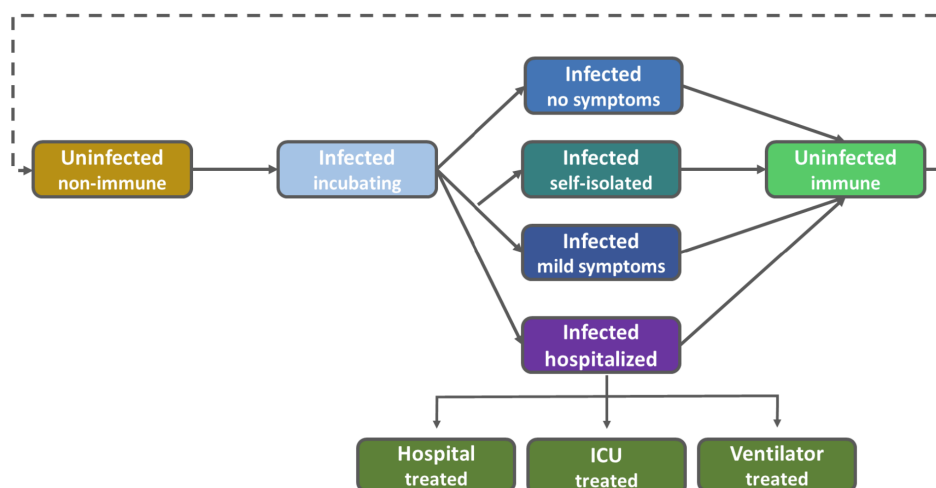 Infected
no symptoms
Uninfected
non-immune
Infected
incubating
Infected
self-isolated
Uninfected
immune
Infected
mild symptoms
Infected
hospitalized
Hospital
treated
ICU
treated
Ventilator
treated